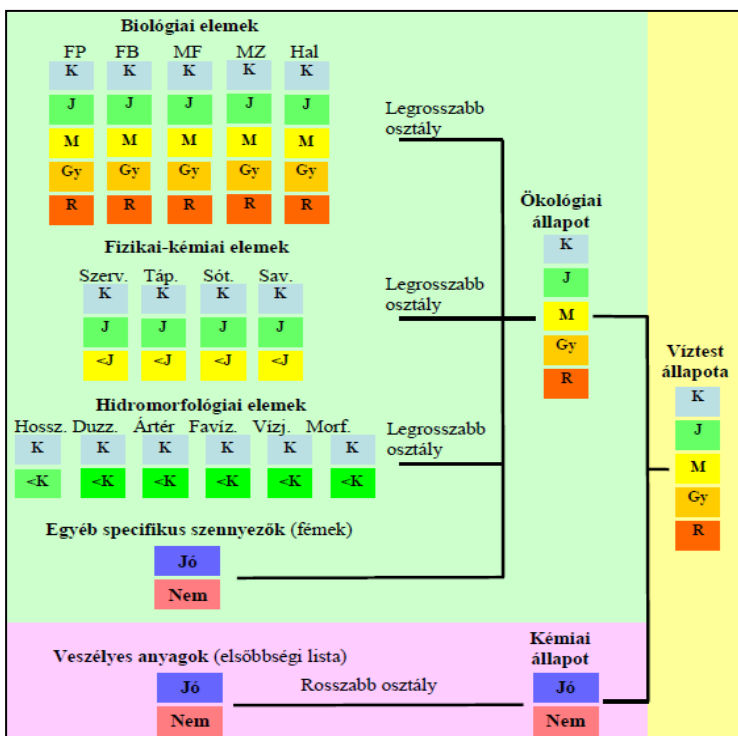 Biológiai elemek
FP FB MF MZ Hal
K K K K K
J J J J J
M M M M M
Gy Gy Gy Gy Gy
R R R R R
Legrosszabb
osztály
Fizikai-kémiai elemek
Szerv. Táp. Sót. Sav.
K K K K
J J J J
<J <J <J <J
Legrosszabb
osztály
Hidromorfológiai elemek
Hossz. Duzz. Ártér Favíz. Vízj. Morf.
K K K K K K
<K <K <K <K <K <K
Legrosszabb
osztály
Egyéb specifikus szennyezők (fémek)
Jó
Nem
Ökológiai
állapot
K
J
M
Gy
R
Veszélyes anyagok (elsőbbségi lista)
Jó
Nem
Rosszabb osztály
Kémiai
állapot
Jó
Nem
Víztest
állapota
K
J
M
Gy
R